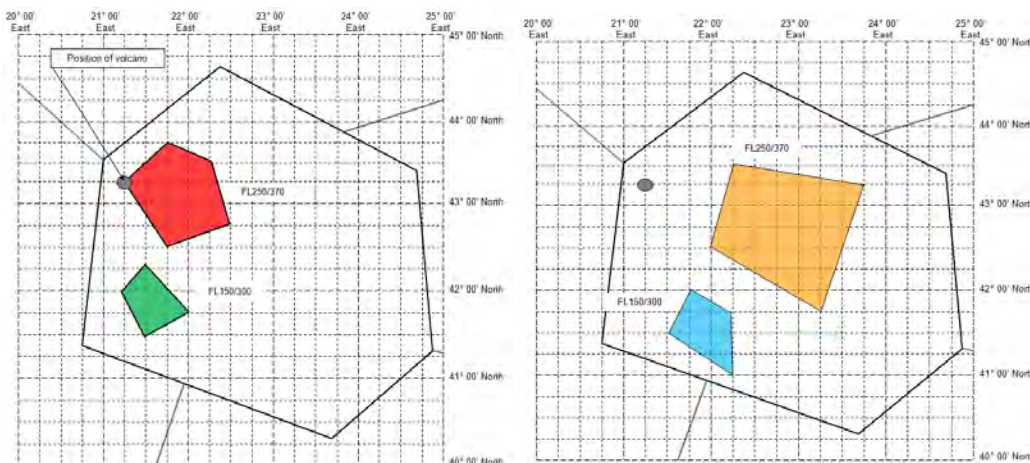 20° 00' East 21° 00' East 22° 00' East 23° 00' East 24° 00' East 25° 00' East
45° 00' North
Position of volcano
44° 00' North
FL250/370
43° 00' North
42° 00' North
FL150/300
41° 00' North
40° 00' North
20° 00' East 21° 00' East 22° 00' East 23° 00' East 24° 00' East 25° 00' East
45° 00' North
44° 00' North
FL250/370
43° 00' North
42° 00' North
FL150/300
41° 00' North
40° 00' North